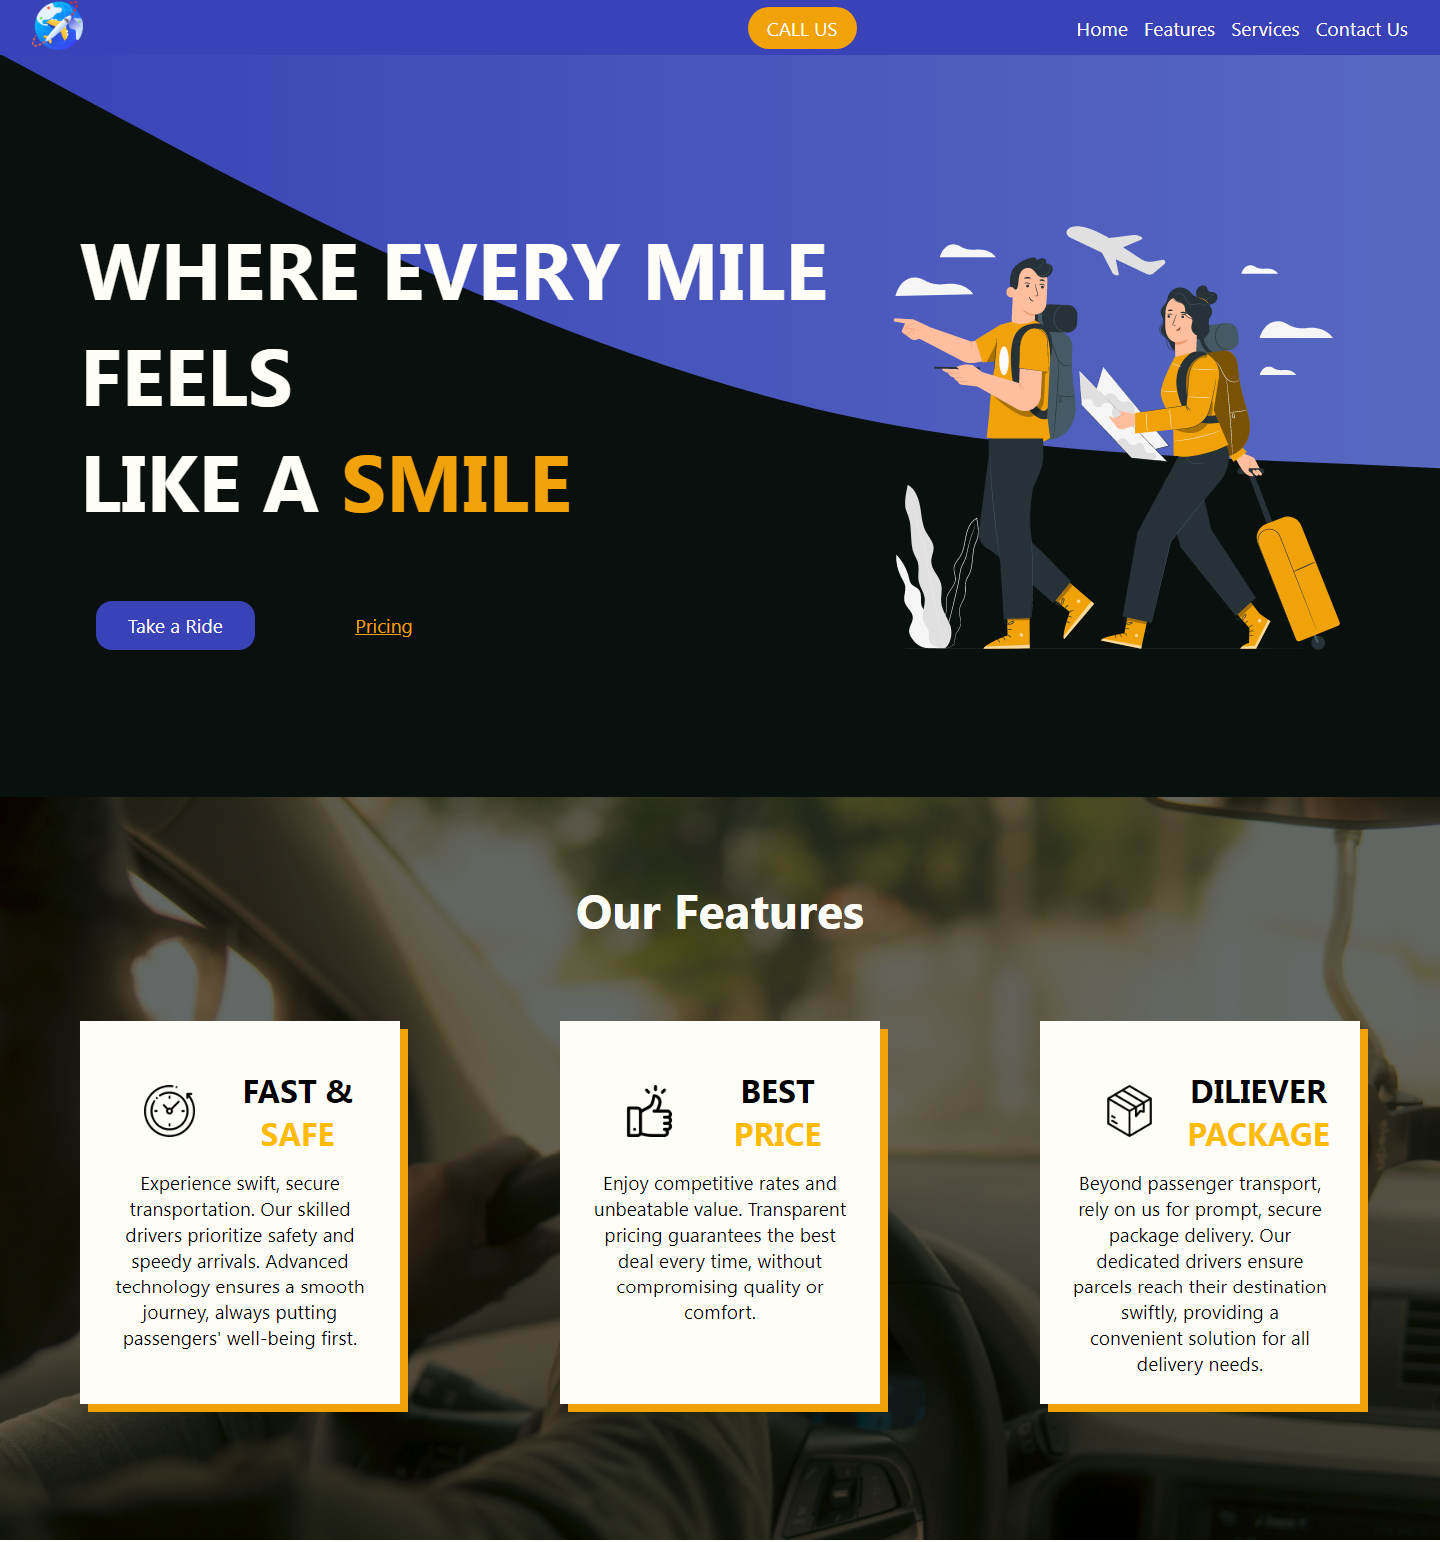 CALL US
Home Features Services Contact Us
WHERE EVERY MILE
FEELS
LIKE A SMILE
Take a Ride
Pricing
Our Features
FAST &
SAFE
Experience swift, secure
transportation. Our skilled
drivers prioritize safety and
speedy arrivals. Advanced
technology ensures a smooth
journey, always putting
passengers' well-being first.
BEST
PRICE
Enjoy competitive rates and
unbeatable value. Transparent
pricing guarantees the best
deal every time, without
compromising quality or
comfort.
DILIEVER
PACKAGE
Beyond passenger transport,
rely on us for prompt, secure
package delivery. Our
dedicated drivers ensure
parcels reach their destination
swiftly, providing a
convenient solution for all
delivery needs.